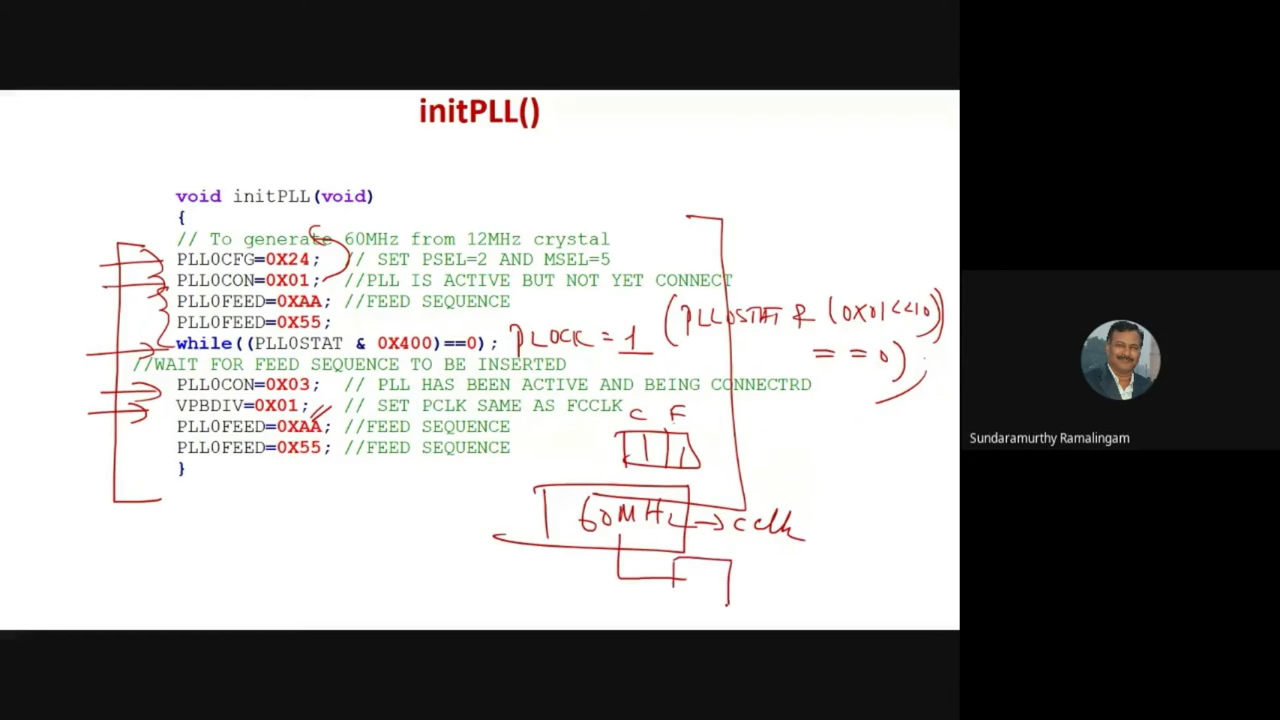 initPLL()
void initPLL(void)
{
// To generate 60MHz from 12MHz crystal
PLL0CFG=0X24; // SET PSEL=2 AND MSEL=5
PLL0CON=0X01; //PLL IS ACTIVE BUT NOT YET CONNECT
PLL0FEED=0XAA; //FEED SEQUENCE
PLL0FEED=0X55;
(PLL0STAT & (0X01<<10))
while((PLL0STAT & 0X400)==0); PLOCK = 1
== 0)
//WAIT FOR FEED SEQUENCE TO BE INSERTED
PLL0CON=0X03; // PLL HAS BEEN ACTIVE AND BEING CONNECTRD
VPBDIV=0X01; // SET PCLK SAME AS FCCLK
C F
PLL0FEED=0XAA; //FEED SEQUENCE
PLL0FEED=0X55; //FEED SEQUENCE
}
60MHz → cclk
Sundaramurthy Ramalingam